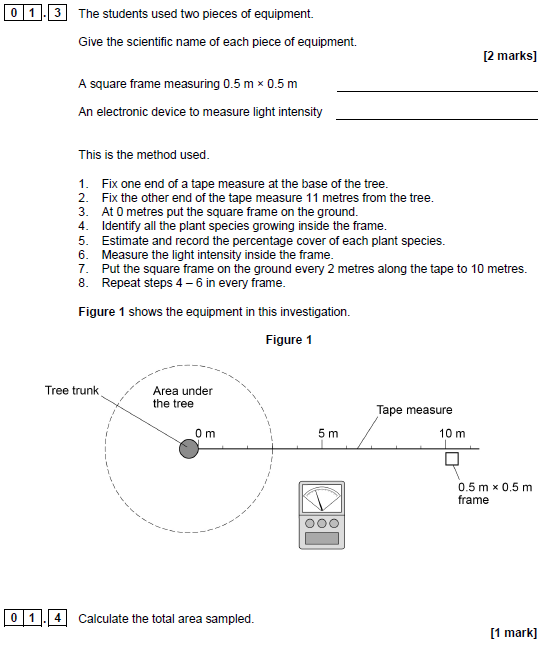 0 1 . 3 The students used two pieces of equipment.
Give the scientific name of each piece of equipment.
[2 marks]
A square frame measuring 0.5 m × 0.5 m
An electronic device to measure light intensity
This is the method used.
1. Fix one end of a tape measure at the base of the tree.
2. Fix the other end of the tape measure 11 metres from the tree.
3. At 0 metres put the square frame on the ground.
4. Identify all the plant species growing inside the frame.
5. Estimate and record the percentage cover of each plant species.
6. Measure the light intensity inside the frame.
7. Put the square frame on the ground every 2 metres along the tape to 10 metres.
8. Repeat steps 4 – 6 in every frame.
Figure 1 shows the equipment in this investigation.
Figure 1
Tree trunk
Area under
the tree
Tape measure
0 m 5 m 10 m
0.5 m × 0.5 m
frame
0 1 . 4 Calculate the total area sampled.
[1 mark]